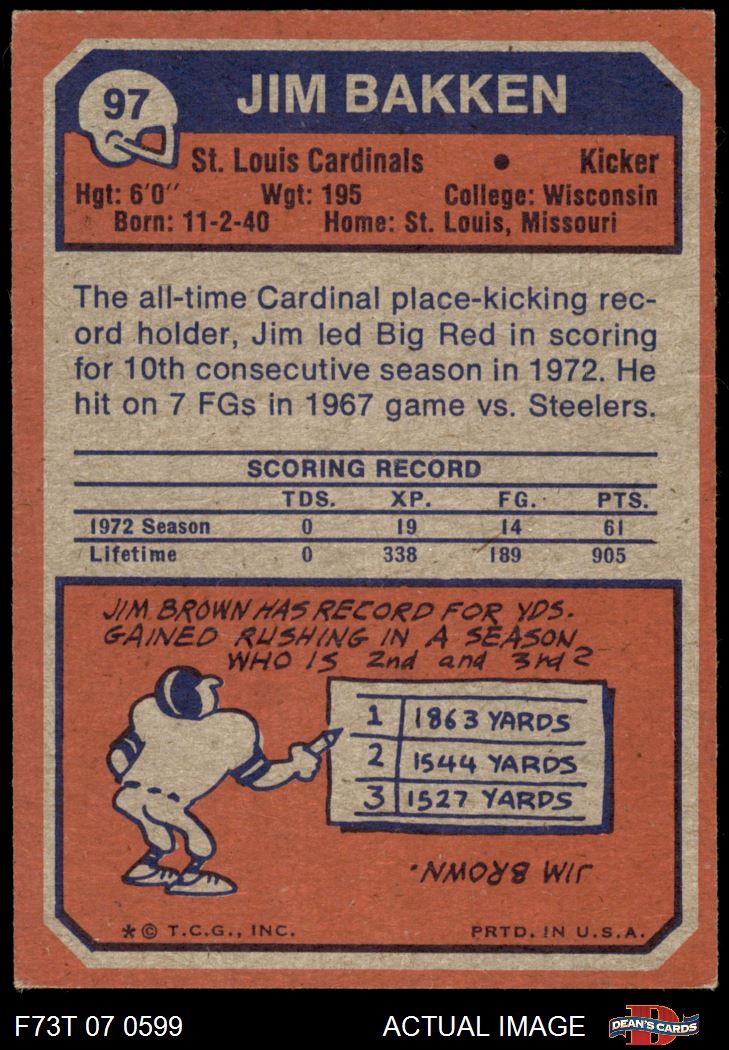 97
JIM BAKKEN
St. Louis Cardinals • Kicker
Hgt: 6'0" Wgt: 195 College: Wisconsin
Born: 11-2-40 Home: St. Louis, Missouri
The all-time Cardinal place-kicking rec-
ord holder, Jim led Big Red in scoring
for 10th consecutive season in 1972. He
hit on 7 FGs in 1967 game vs. Steelers.
SCORING RECORD
TDS. XP. FG. PTS.
1972 Season 0 19 14 61
Lifetime 0 338 189 905
JIM BROWN HAS RECORD FOR YDS.
GAINED RUSHING IN A SEASON
WHO IS 2nd and 3rd?
1 1863 YARDS
2 1544 YARDS
3 1527 YARDS
JIM BROWN.
*© T.C.G., INC. PRTD. IN U.S.A.
F73T 07 0599 ACTUAL IMAGE D DEAN'S CARDS